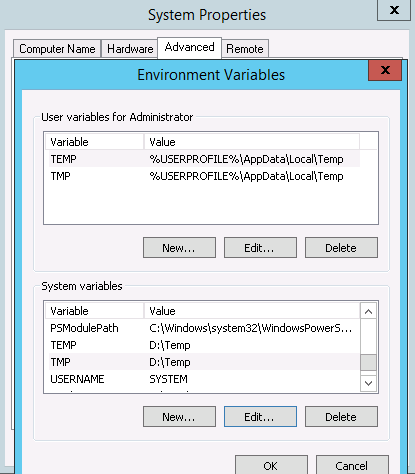 System Properties
x
Computer Name Hardware Advanced Remote
Environment Variables
x
User variables for Administrator
Variable Value
TEMP %USERPROFILE%\AppData\Local\Temp
TMP %USERPROFILE%\AppData\Local\Temp
New... Edit... Delete
System variables
Variable Value
PSModulePath C:\Windows\system32\WindowsPowerS...
TEMP D:\Temp
TMP D:\Temp
USERNAME SYSTEM
New... Edit... Delete
OK Cancel